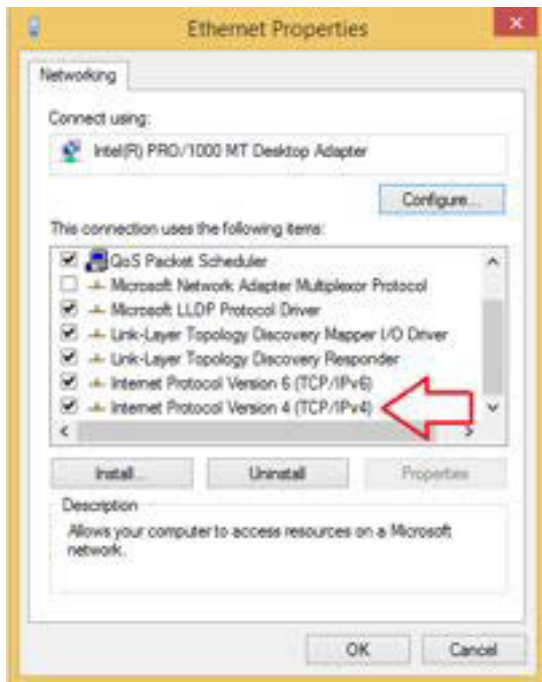 Ethernet Properties
Networking
Connect using:
Intel(R) PRO/1000 MT Desktop Adapter
Configure...
This connection uses the following items:
QoS Packet Scheduler
Microsoft Network Adapter Multiplexor Protocol
Microsoft LLDP Protocol Driver
Link-Layer Topology Discovery Mapper I/O Driver
Link-Layer Topology Discovery Responder
Internet Protocol Version 6 (TCP/IPv6)
Internet Protocol Version 4 (TCP/IPv4)
Install...
Uninstall
Properties
Description
Allows your computer to access resources on a Microsoft
network.
OK
Cancel